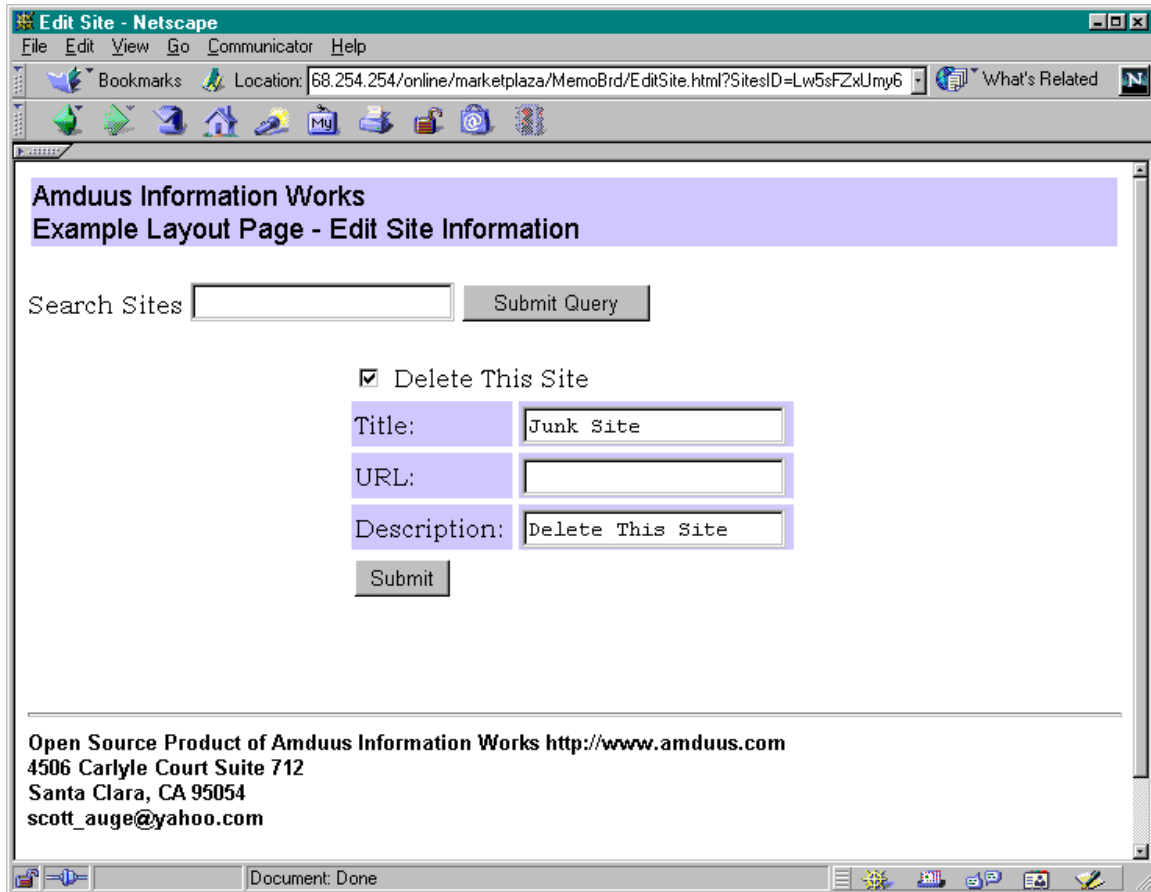 Edit Site - Netscape
File Edit View Go Communicator Help
Bookmarks Location: 68.254.254/online/marketplaza/MemoBrd/EditSite.html?SitesID=Lw5sFZxUmy6 What's Related N
My
Amduus Information Works
Example Layout Page - Edit Site Information
Search Sites Submit Query
Delete This Site
Title: Junk Site
URL:
Description: Delete This Site
Submit
Open Source Product of Amduus Information Works http://www.amduus.com
4506 Carlyle Court Suite 712
Santa Clara, CA 95054
scott_auge@yahoo.com
Document: Done